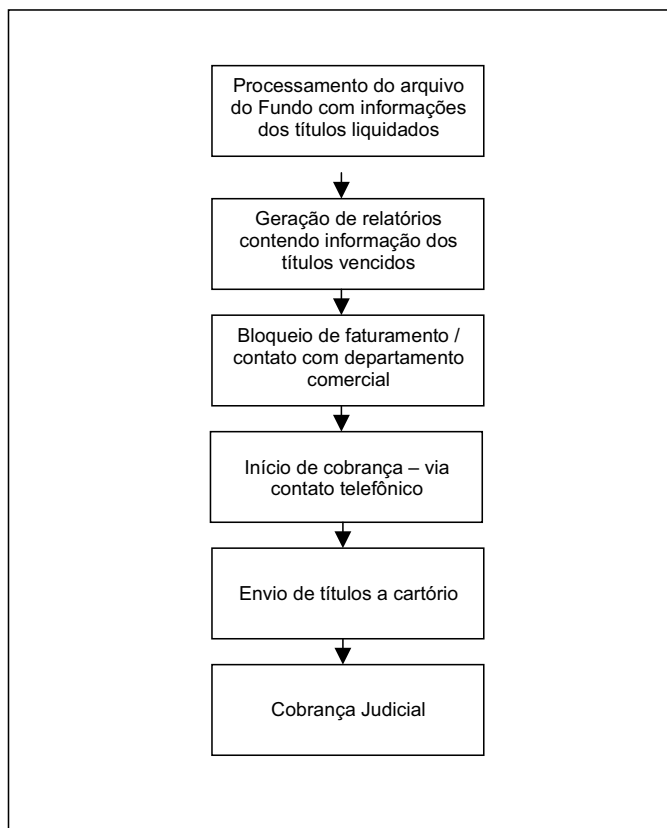 Processamento do arquivo
do Fundo com informações
dos títulos liquidados
Geração de relatórios
contendo informação dos
títulos vencidos
Bloqueio de faturamento /
contato com departamento
comercial
Início de cobrança – via
contato telefônico
Envio de títulos a cartório
Cobrança Judicial